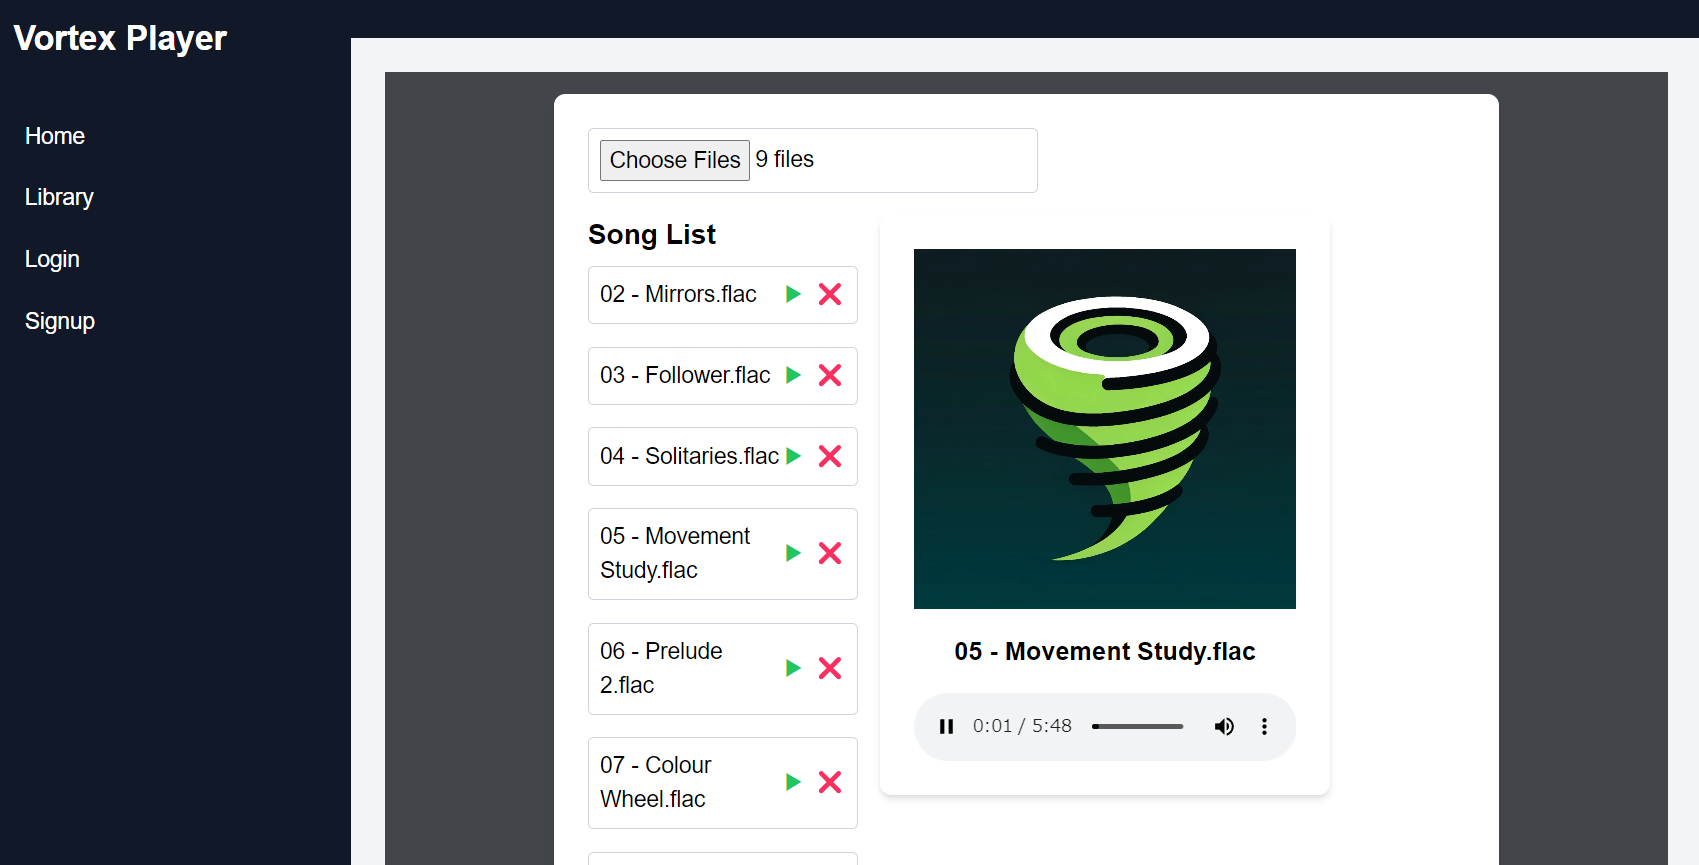 Vortex Player
Home
Library
Login
Signup
Choose Files 9 files
Song List
02 - Mirrors.flac
03 - Follower.flac
04 - Solitaries.flac
05 - Movement
Study.flac
06 - Prelude
2.flac
07 - Colour
Wheel.flac
05 - Movement Study.flac
0:01 / 5:48